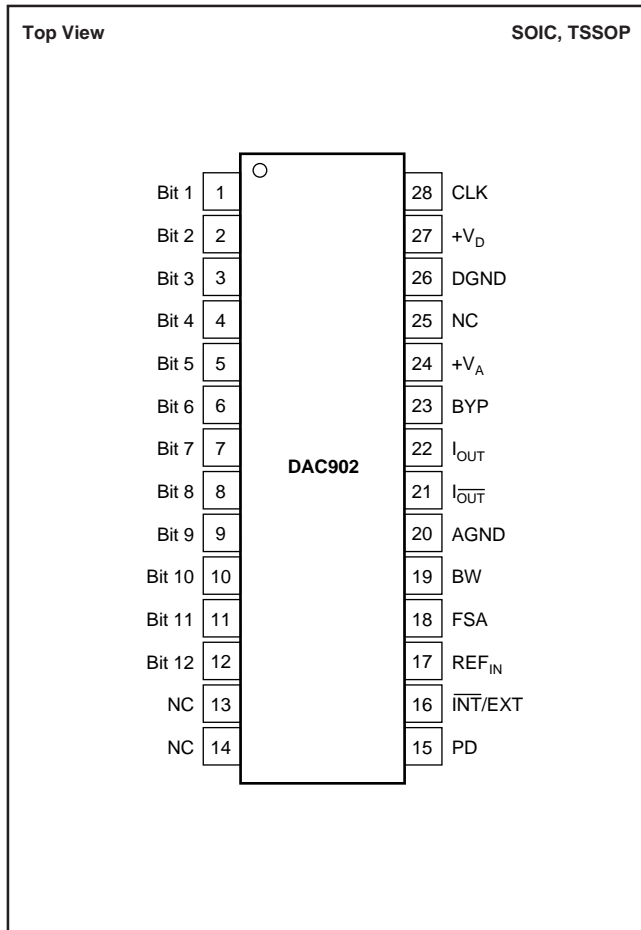 Top View SOIC, TSSOP
Bit 1 1 28 CLK
Bit 2 2 27 +V_D
Bit 3 3 26 DGND
Bit 4 4 25 NC
Bit 5 5 24 +V_A
Bit 6 6 23 BYP
Bit 7 7 22 I_OUT
DAC902
Bit 8 8 21 I_O̅U̅T̅
Bit 9 9 20 AGND
Bit 10 10 19 BW
Bit 11 11 18 FSA
Bit 12 12 17 REF_IN
NC 13 16 I̅N̅T̅/EXT
NC 14 15 PD